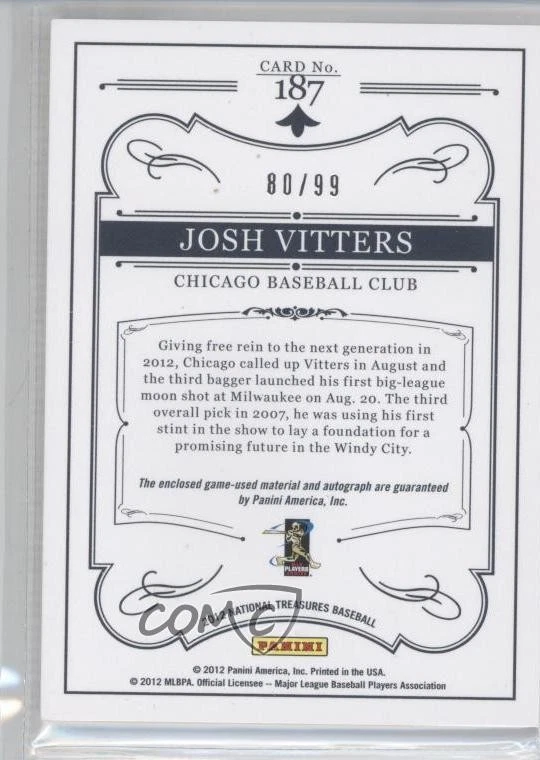 CARD No.
187
80/99
JOSH VITTERS
CHICAGO BASEBALL CLUB
Giving free rein to the next generation in
2012, Chicago called up Vitters in August and
the third bagger launched his first big-league
moon shot at Milwaukee on Aug. 20. The third
overall pick in 2007, he was using his first
stint in the show to lay a foundation for a
promising future in the Windy City.
The enclosed game-used material and autograph are guaranteed
by Panini America, Inc.
PLAYERS
COMC
2012 NATIONAL TREASURES BASEBALL
PANINI
© 2012 Panini America, Inc. Printed in the USA.
© 2012 MLBPA. Official Licensee -- Major League Baseball Players Association